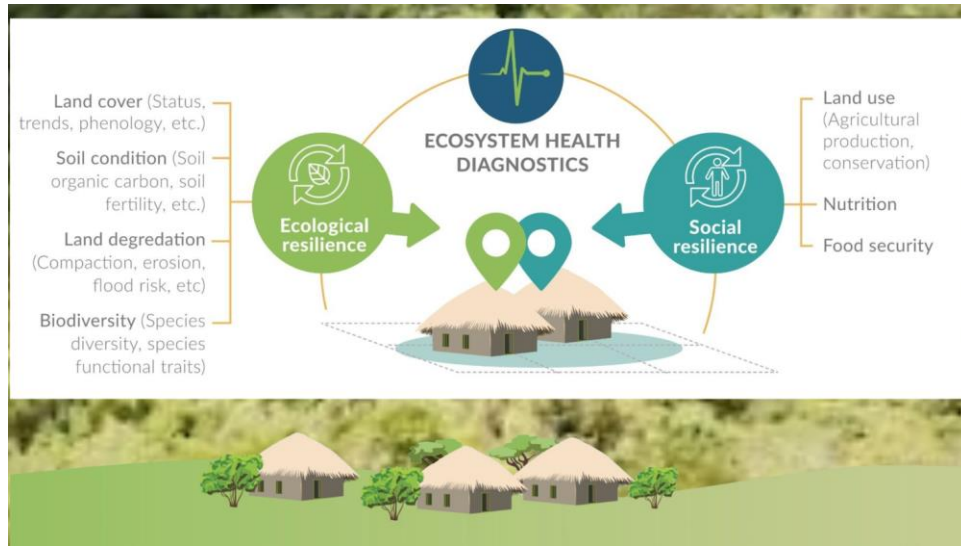 ECOSYSTEM HEALTH
DIAGNOSTICS
Land cover (Status,
trends, phenology, etc.)
Soil condition (Soil
organic carbon, soil
fertility, etc.)
Land degredation
(Compaction, erosion,
flood risk, etc)
Biodiversity (Species
diversity, species
functional traits)
Ecological
resilience
Social
resilience
Land use
(Agricultural
production,
conservation)
Nutrition
Food security